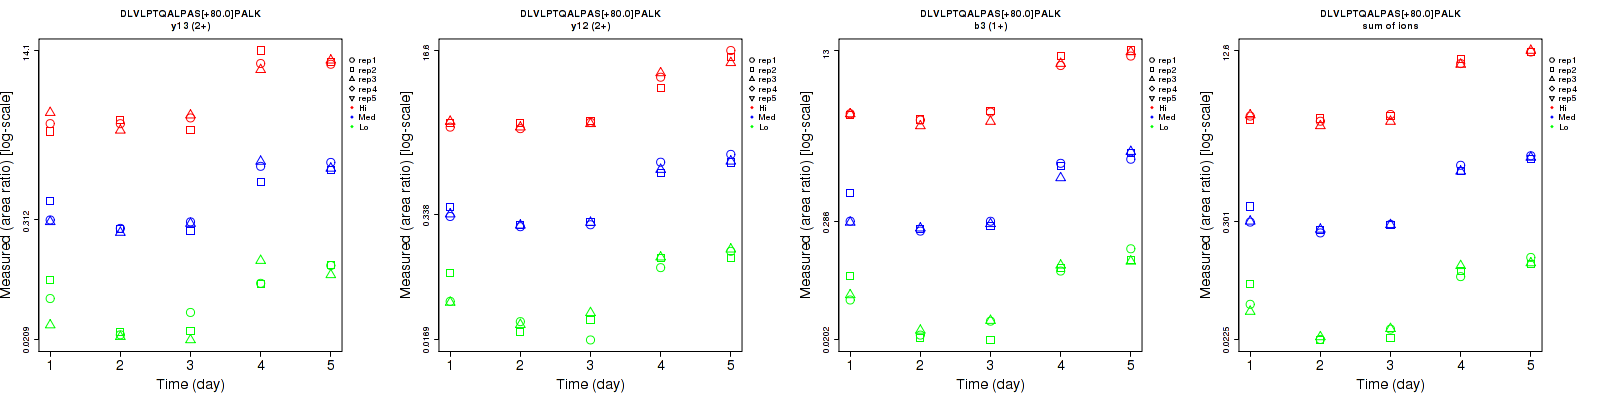 DLVLPTQALPAS[+80.0]PALK
y13 (2+)
Measured (area ratio) [log-scale]
14.1
0.312
0.0209
1 2 3 4 5
Time (day)
rep1
rep2
rep3
rep4
rep5
Hi
Med
Lo
DLVLPTQALPAS[+80.0]PALK
y12 (2+)
Measured (area ratio) [log-scale]
16.6
0.338
0.0169
1 2 3 4 5
Time (day)
rep1
rep2
rep3
rep4
rep5
Hi
Med
Lo
DLVLPTQALPAS[+80.0]PALK
b3 (1+)
Measured (area ratio) [log-scale]
13
0.286
0.0202
1 2 3 4 5
Time (day)
rep1
rep2
rep3
rep4
rep5
Hi
Med
Lo
DLVLPTQALPAS[+80.0]PALK
sum of ions
Measured (area ratio) [log-scale]
12.6
0.301
0.0225
1 2 3 4 5
Time (day)
rep1
rep2
rep3
rep4
rep5
Hi
Med
Lo